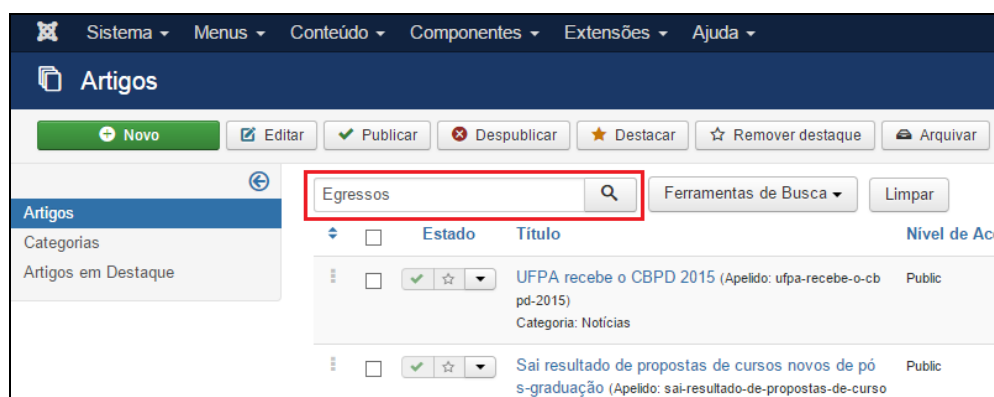 Sistema Menus Conteúdo Componentes Extensões Ajuda
Artigos
Novo Editar Publicar Despublicar Destacar Remover destaque Arquivar
Egressos Ferramentas de Busca Limpar
Artigos
Categorias
Artigos em Destaque
Estado Título Nível de Ac
UFPA recebe o CBPD 2015 (Apelido: ufpa-recebe-o-cb Public
pd-2015)
Categoria: Notícias
Sai resultado de propostas de cursos novos de pó Public
s-graduação (Apelido: sai-resultado-de-propostas-de-curso